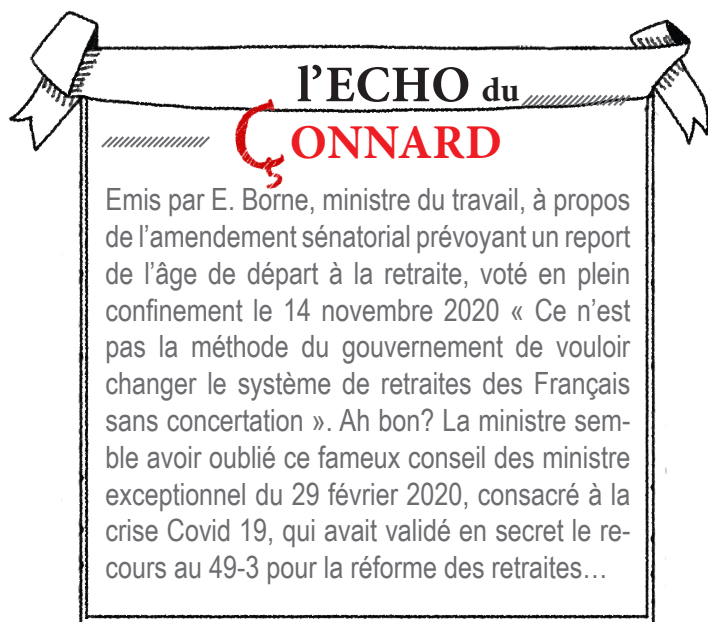 l'ECHO du
ÇONNARD
Emis par E. Borne, ministre du travail, à propos
de l'amendement sénatorial prévoyant un report
de l'âge de départ à la retraite, voté en plein
confinement le 14 novembre 2020 « Ce n'est
pas la méthode du gouvernement de vouloir
changer le système de retraites des Français
sans concertation ». Ah bon? La ministre sem-
ble avoir oublié ce fameux conseil des ministre
exceptionnel du 29 février 2020, consacré à la
crise Covid 19, qui avait validé en secret le re-
cours au 49-3 pour la réforme des retraites…